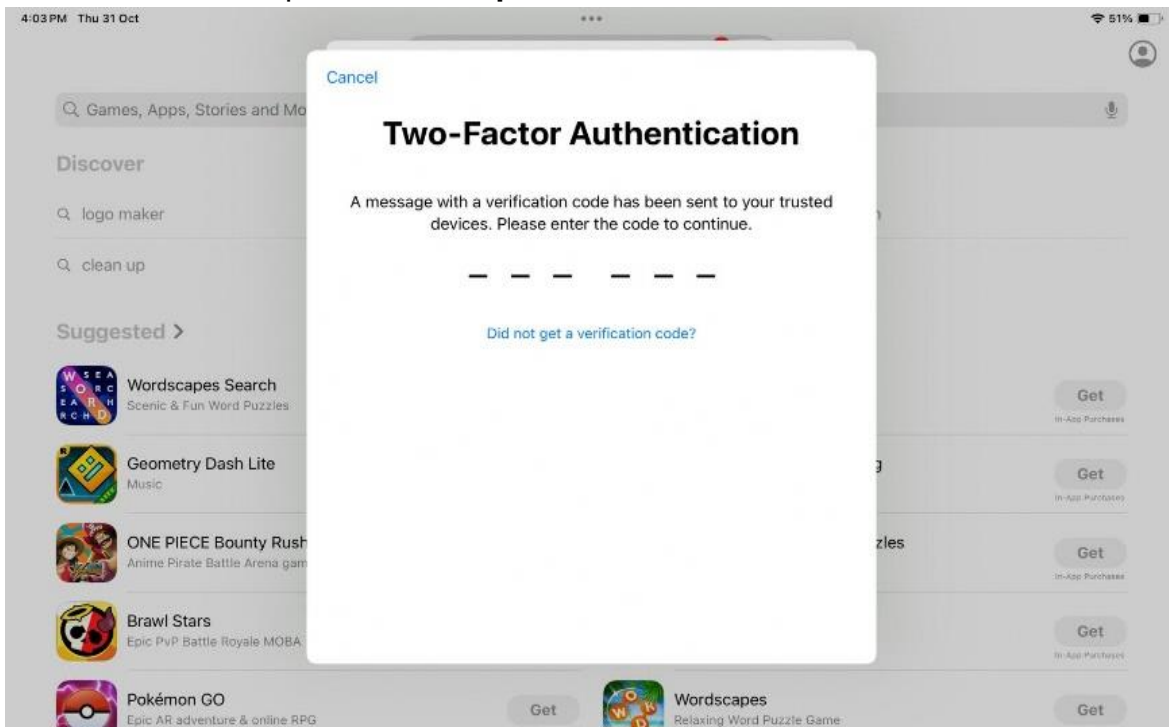 4:03 PM Thu 31 Oct
51%
Cancel
Games, Apps, Stories and Mo
Two-Factor Authentication
Discover
A message with a verification code has been sent to your trusted
devices. Please enter the code to continue.
logo maker
clean up
Did not get a verification code?
Suggested >
Wordscapes Search
Scenic & Fun Word Puzzles
Get
In-App Purchases
Geometry Dash Lite
Music
g
Get
In-App Purchases
ONE PIECE Bounty Rush
Anime Pirate Battle Arena gam
zles
Get
In-App Purchases
Brawl Stars
Epic PvP Battle Royale MOBA
Get
In-App Purchases
Pokémon GO
Epic AR adventure & online RPG
Get
Wordscapes
Relaxing Word Puzzle Game
Get